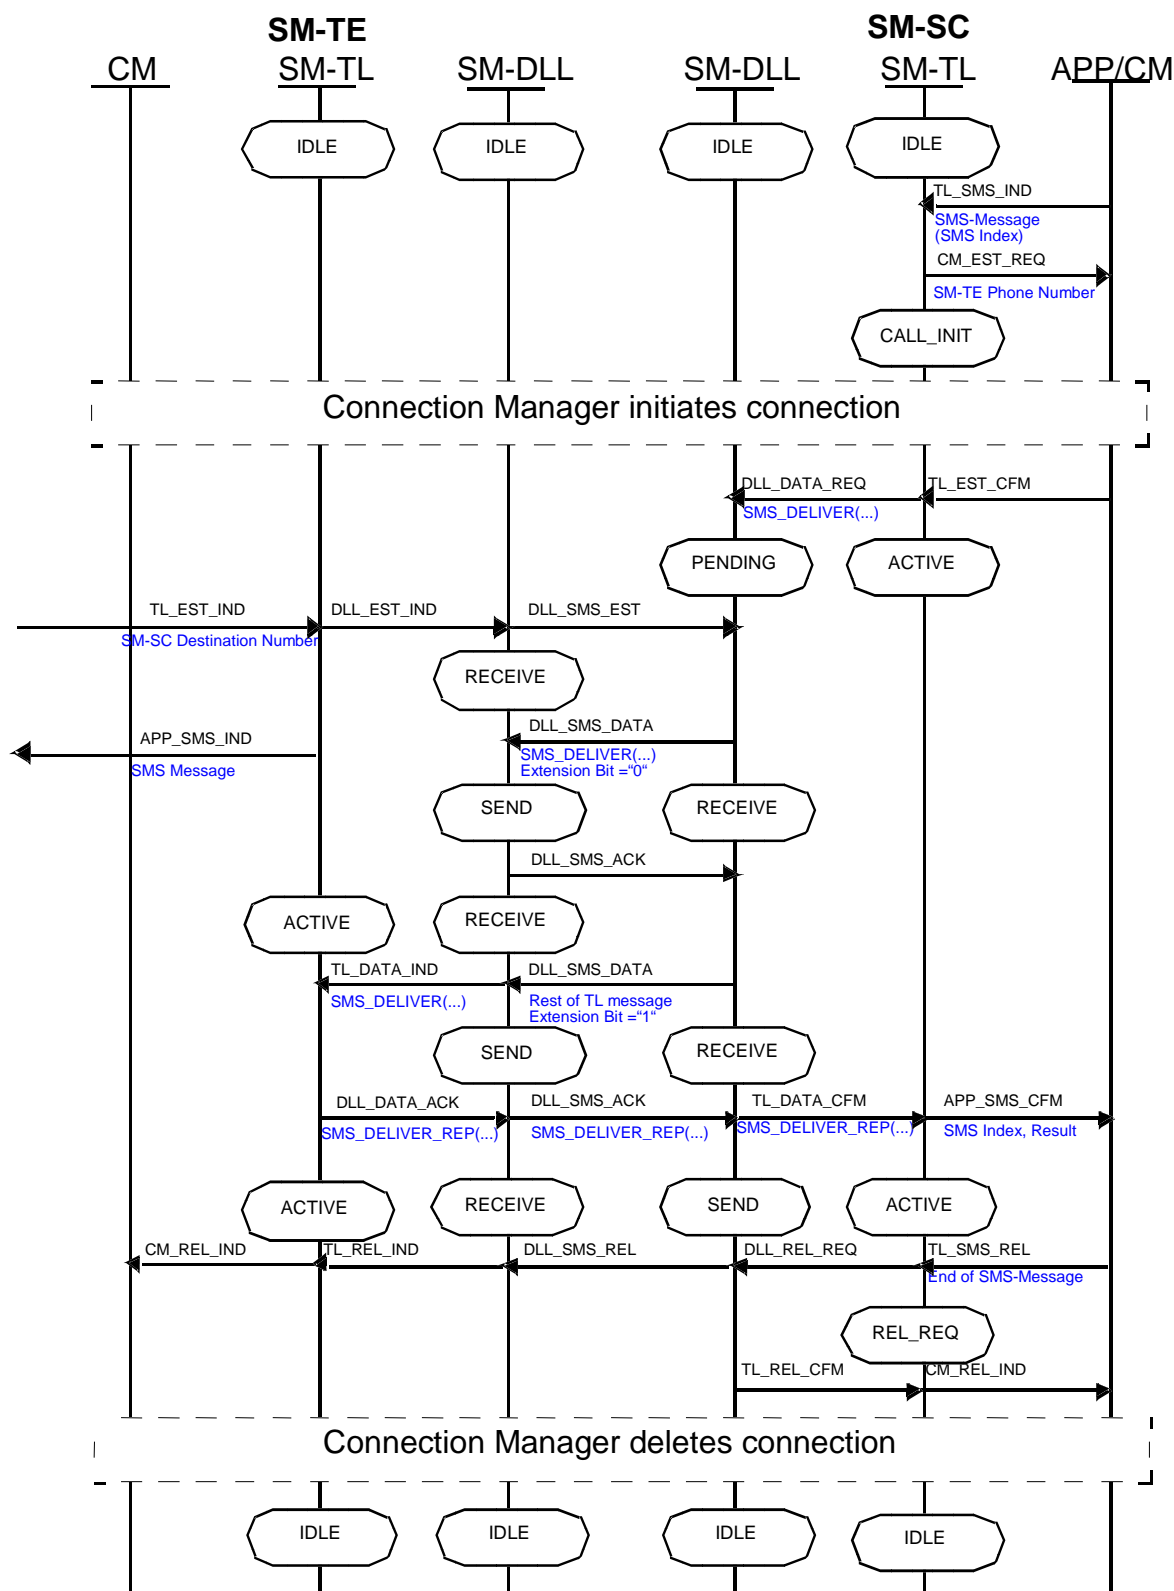 SM-TE SM-SC
CM SM-TL SM-DLL SM-DLL SM-TL APP/CM
IDLE IDLE IDLE IDLE
TL_SMS_IND
SMS-Message
(SMS Index)
CM_EST_REQ
SM-TE Phone Number
CALL_INIT
Connection Manager initiates connection
DLL_DATA_REQ TL_EST_CFM
SMS_DELIVER(...)
PENDING ACTIVE
TL_EST_IND DLL_EST_IND DLL_SMS_EST
SM-SC Destination Number
RECEIVE
DLL_SMS_DATA
APP_SMS_IND
SMS_DELIVER(...)
Extension Bit =“0“
SMS Message
SEND RECEIVE
DLL_SMS_ACK
ACTIVE RECEIVE
TL_DATA_IND DLL_SMS_DATA
SMS_DELIVER(...) Rest of TL message
Extension Bit =“1“
SEND RECEIVE
DLL_DATA_ACK DLL_SMS_ACK TL_DATA_CFM APP_SMS_CFM
SMS_DELIVER_REP(...) SMS_DELIVER_REP(...) SMS_DELIVER_REP(...) SMS Index, Result
ACTIVE RECEIVE SEND ACTIVE
CM_REL_IND TL_REL_IND DLL_SMS_REL DLL_REL_REQ TL_SMS_REL
End of SMS-Message
REL_REQ
TL_REL_CFM CM_REL_IND
Connection Manager deletes connection
IDLE IDLE IDLE IDLE